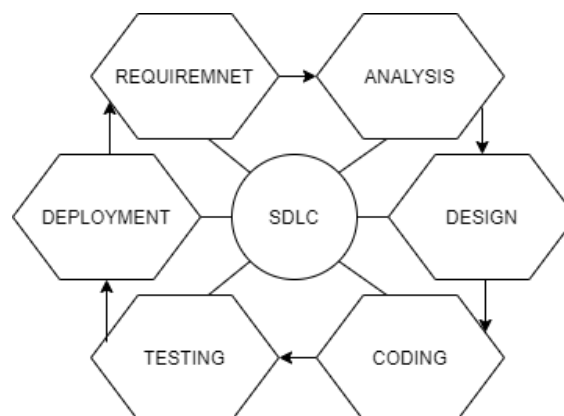 REQUIREMNET
ANALYSIS
DEPLOYMENT
SDLC
DESIGN
TESTING
CODING